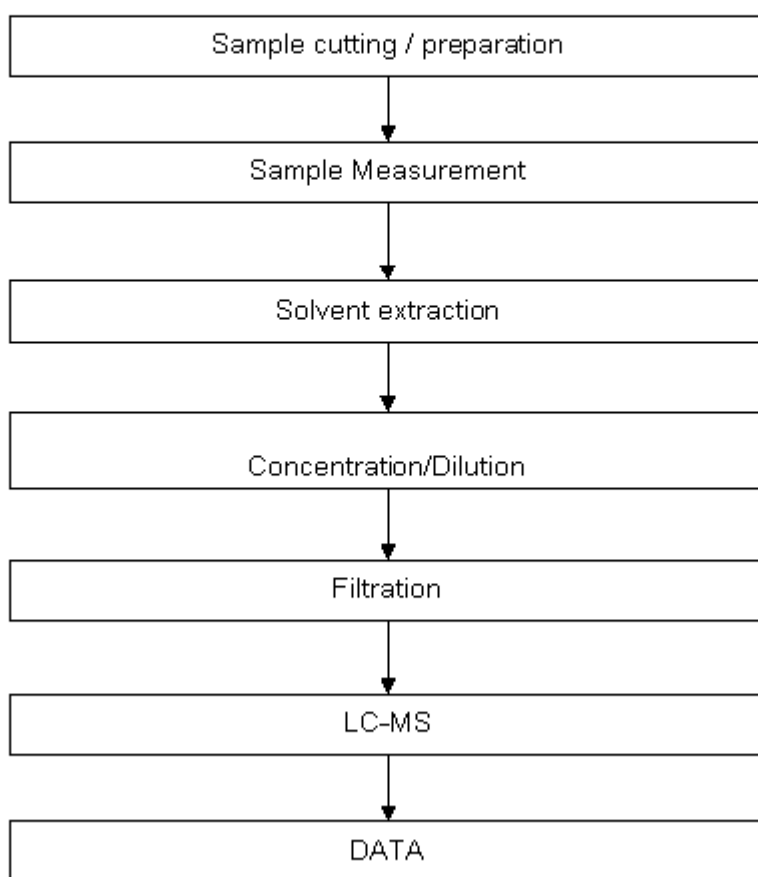 Sample cutting / preparation
Sample Measurement
Solvent extraction
Concentration/Dilution
Filtration
LC-MS
DATA